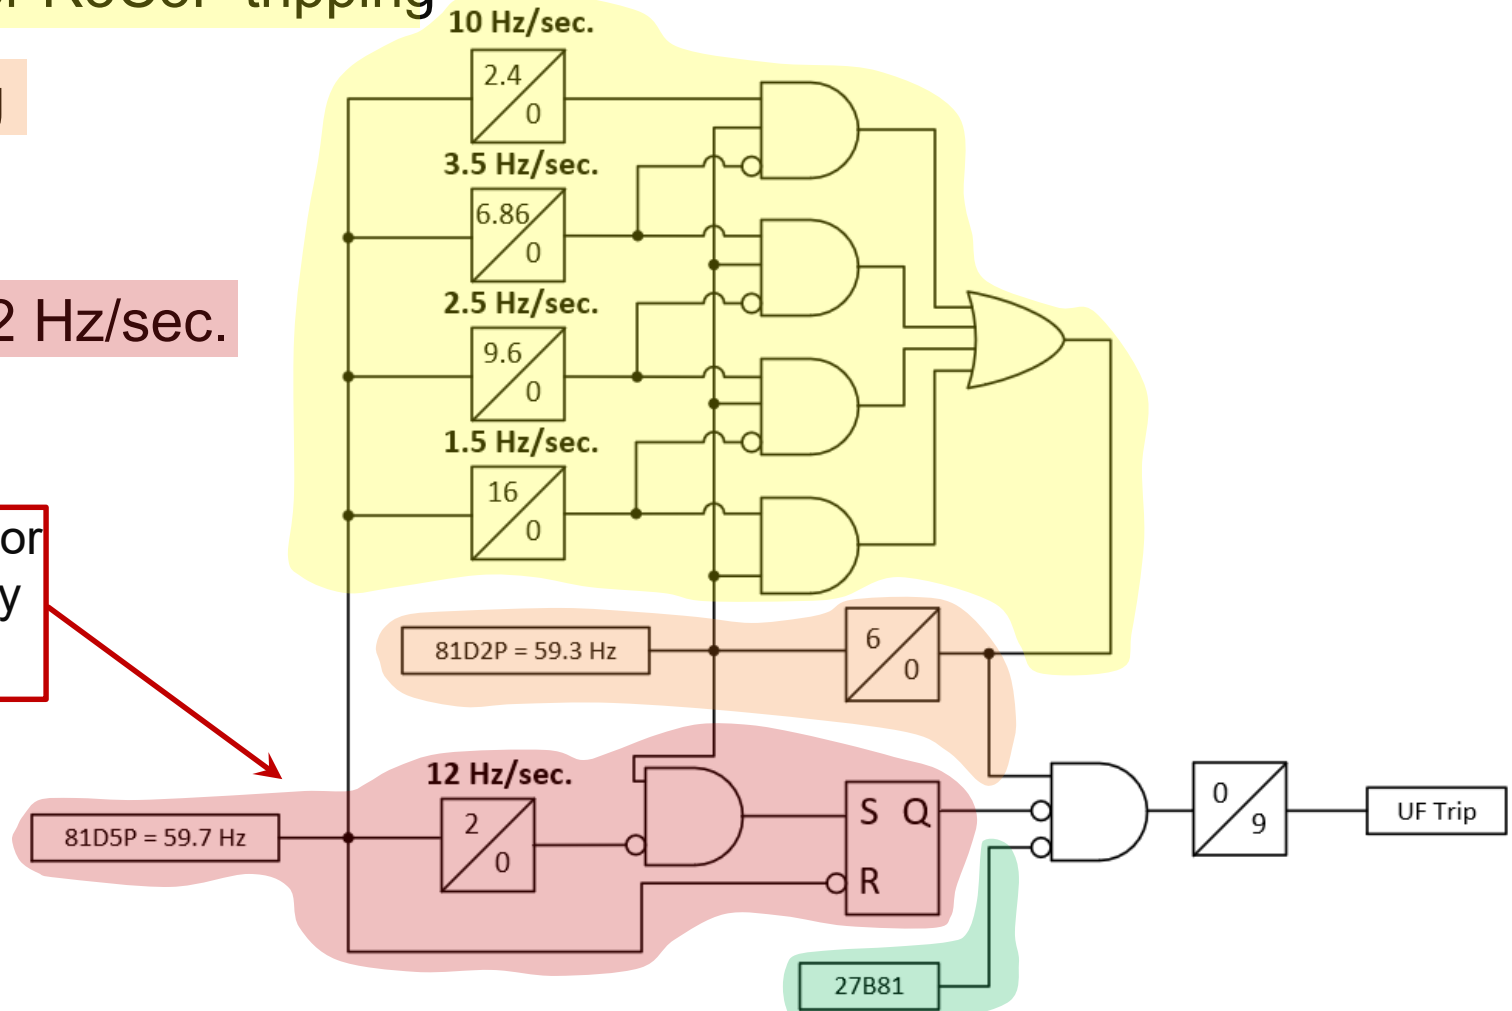 RoCoF tripping
10 Hz/sec.
2.4
0
3.5 Hz/sec.
6.86
0
2 Hz/sec.
2.5 Hz/sec.
9.6
0
1.5 Hz/sec.
16
0
or
y
81D2P = 59.3 Hz
6
0
12 Hz/sec.
81D5P = 59.7 Hz
2
0
S Q
R
0
9
UF Trip
27B81